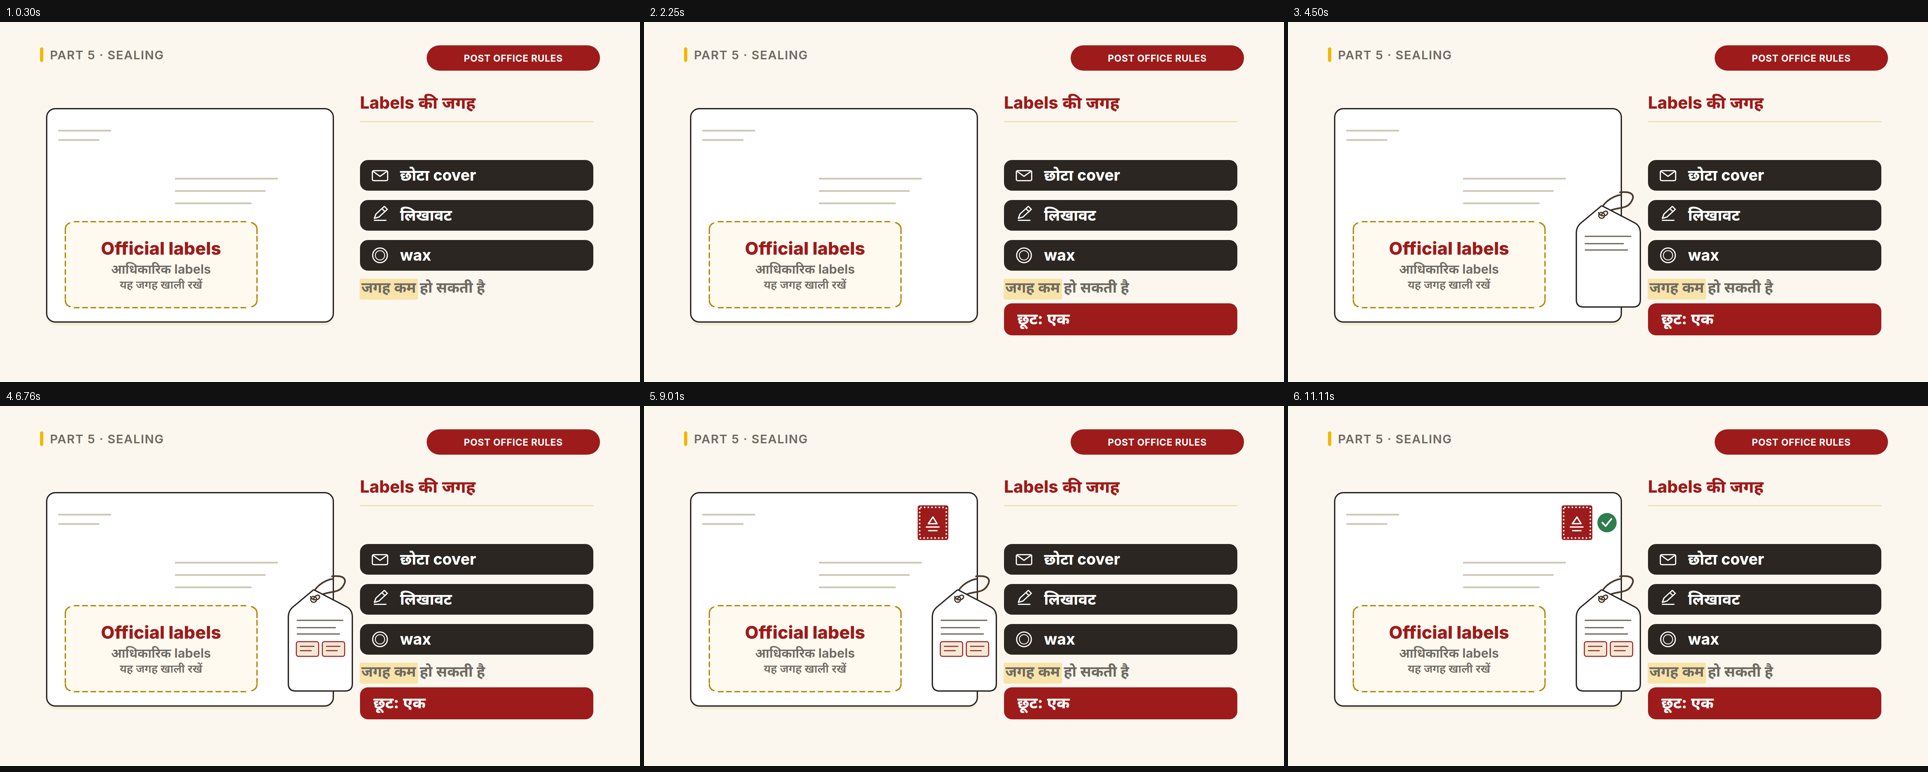 1. 0.30s
PART 5 · SEALING
POST OFFICE RULES
Labels की जगह
छोटा cover
लिखावट
wax
जगह कम हो सकती है
Official labels
आधिकारिक labels
यह जगह खाली रखें
2. 2.25s
PART 5 · SEALING
POST OFFICE RULES
Labels की जगह
छोटा cover
लिखावट
wax
जगह कम हो सकती है
छूट: एक
Official labels
आधिकारिक labels
यह जगह खाली रखें
3. 4.50s
PART 5 · SEALING
POST OFFICE RULES
Labels की जगह
छोटा cover
लिखावट
wax
जगह कम हो सकती है
छूट: एक
Official labels
आधिकारिक labels
यह जगह खाली रखें
4. 6.76s
PART 5 · SEALING
POST OFFICE RULES
Labels की जगह
छोटा cover
लिखावट
wax
जगह कम हो सकती है
छूट: एक
Official labels
आधिकारिक labels
यह जगह खाली रखें
5. 9.01s
PART 5 · SEALING
POST OFFICE RULES
Labels की जगह
छोटा cover
लिखावट
wax
जगह कम हो सकती है
छूट: एक
Official labels
आधिकारिक labels
यह जगह खाली रखें
6. 11.11s
PART 5 · SEALING
POST OFFICE RULES
Labels की जगह
छोटा cover
लिखावट
wax
जगह कम हो सकती है
छूट: एक
Official labels
आधिकारिक labels
यह जगह खाली रखें